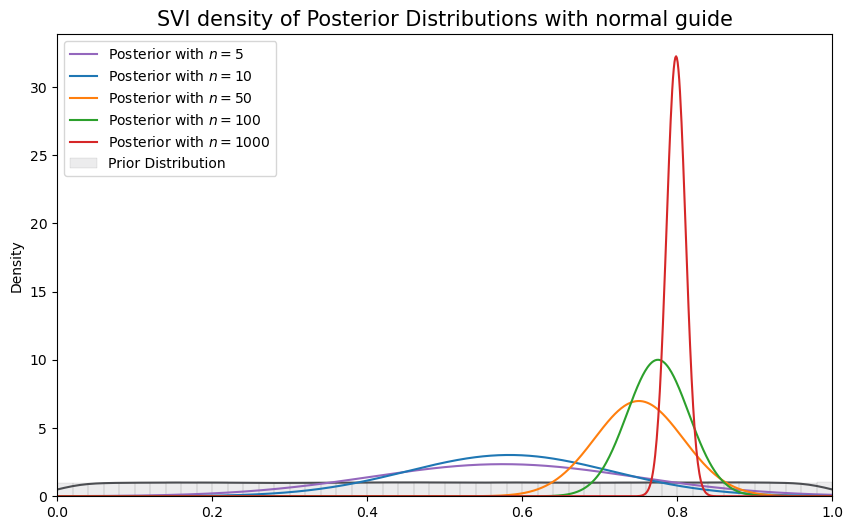 SVI density of Posterior Distributions with normal guide
Posterior with n = 5
Posterior with n = 10
Posterior with n = 50
Posterior with n = 100
Posterior with n = 1000
Prior Distribution
Density
30
25
20
15
10
5
0
0.0 0.2 0.4 0.6 0.8 1.0